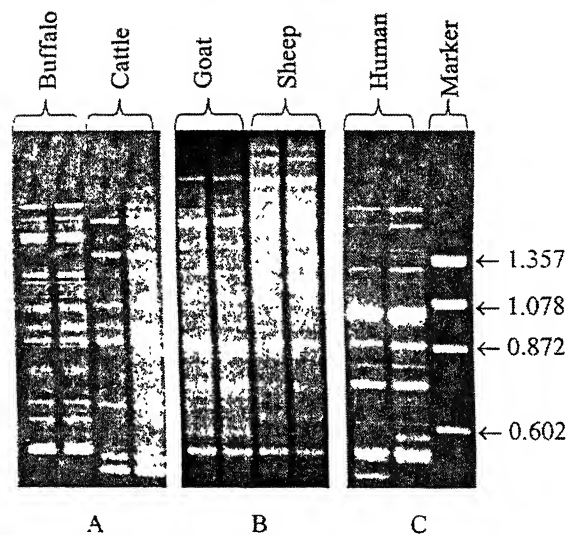 Buffalo
Cattle
Goat
Sheep
Human
Marker
← 1.357
← 1.078
← 0.872
← 0.602
A
B
C